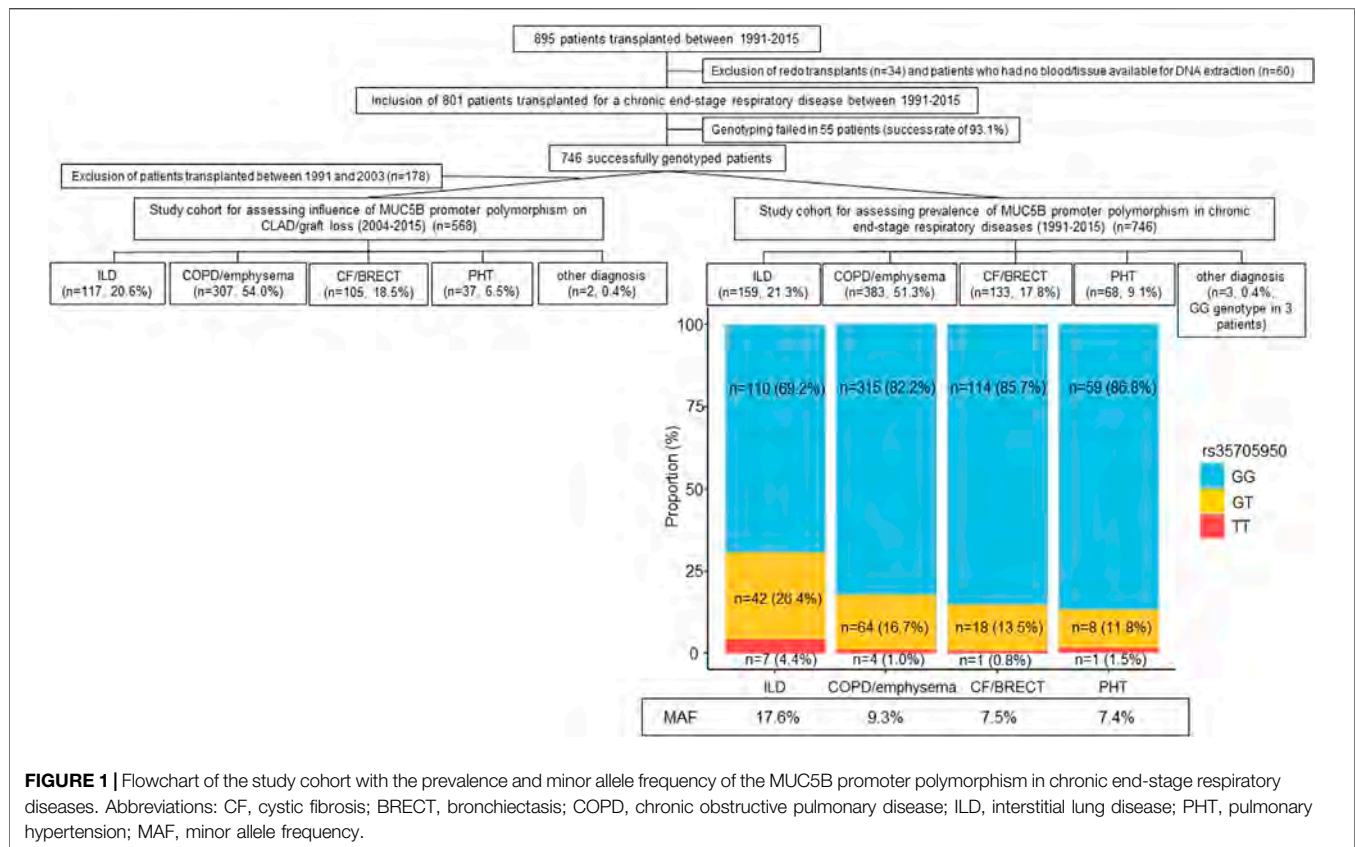 895 patients transplanted between 1991-2015
Exclusion of redo transplants (n=34) and patients who had no blood/tissue available for DNA extraction (n=60)
Inclusion of 801 patients transplanted for a chronic end-stage respiratory disease between 1991-2015
Genotyping failed in 55 patients (success rate of 93.1%)
746 successfully genotyped patients
Exclusion of patients transplanted between 1991 and 2003 (n=178)
Study cohort for assessing influence of MUC5B promoter polymorphism on
CLAD/graft loss (2004-2015) (n=568)
Study cohort for assessing prevalence of MUC5B promoter polymorphism in chronic
end-stage respiratory diseases (1991-2015) (n=746)
ILD
(n=117, 20.6%)
COPD/emphysema
(n=307, 54.0%)
CF/BRECT
(n=105, 18.5%)
PHT
(n=37, 6.5%)
other diagnosis
(n=2, 0.4%)
ILD
(n=159, 21.3%)
COPD/emphysema
(n=383, 51.3%)
CF/BRECT
(n=133, 17.8%)
PHT
(n=68, 9.1%)
other diagnosis
(n=3, 0.4%,
GG genotype in 3
patients)
Proportion (%)
100
75
50
25
0
n=110 (69.2%)
n=315 (82.2%)
n=114 (85.7%)
n=59 (86.8%)
n=42 (26.4%)
n=64 (16.7%)
n=18 (13.5%)
n=8 (11.8%)
n=7 (4.4%)
n=4 (1.0%)
n=1 (0.8%)
n=1 (1.5%)
rs35705950
GG
GT
TT
ILD
COPD/emphysema
CF/BRECT
PHT
MAF 17.6% 9.3% 7.5% 7.4%
FIGURE 1 | Flowchart of the study cohort with the prevalence and minor allele frequency of the MUC5B promoter polymorphism in chronic end-stage respiratory
diseases. Abbreviations: CF, cystic fibrosis; BRECT, bronchiectasis; COPD, chronic obstructive pulmonary disease; ILD, interstitial lung disease; PHT, pulmonary
hypertension; MAF, minor allele frequency.